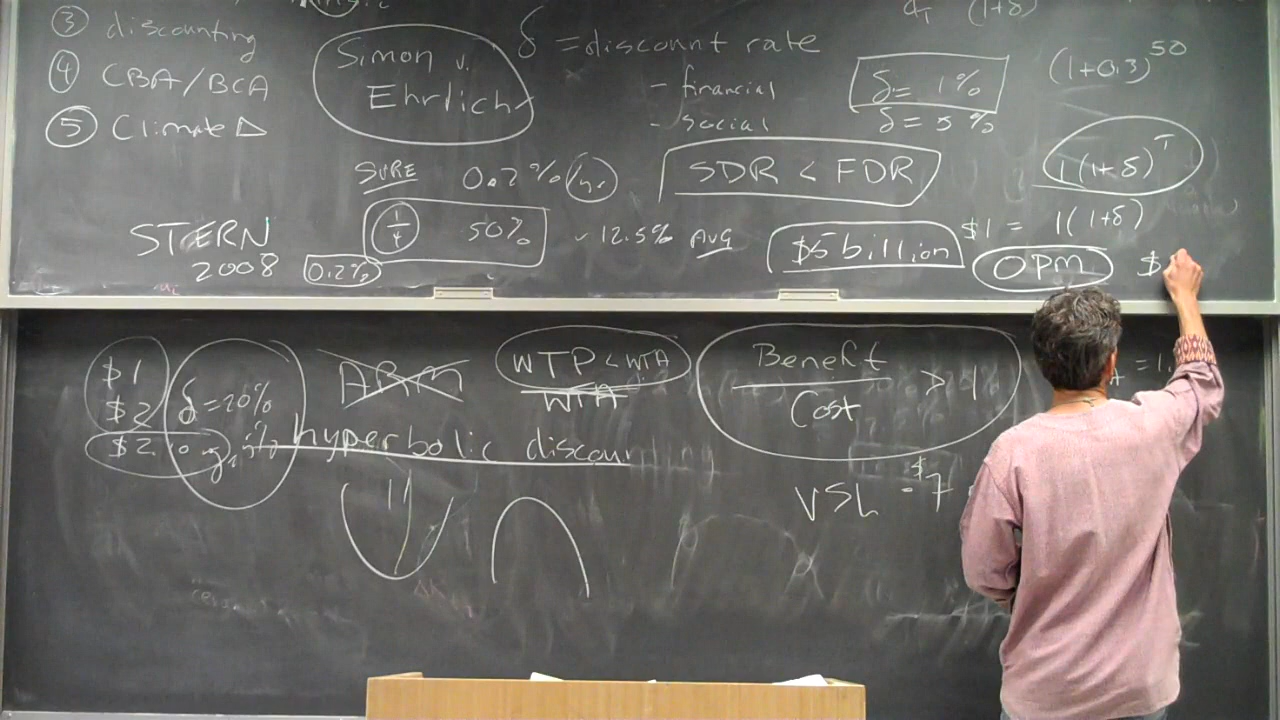 ③ discounting
④ CBA/BCA
⑤ Climate Δ
Simon v.
Ehrlich
δ = discount rate
- financial
- social
(1+δ)
δ = 1%
δ = 5%
(1+0.3)^50
1(1+δ)^T
SURE 0.2%/yr.
SDR < FDR
STERN
2008
0.2%
1/4 50% ~12.5% AVG
$5 billion
$1 = 1(1+δ)
OPM
$1
$2
$2
δ=20%
ABM
WTP < WTA
WTA
hyperbolic discoun
Benefit
Cost
> 1
VSL = $7